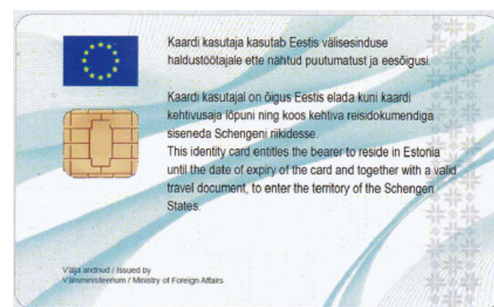 Kaardi kasutaja kasutab Eestis välisesinduse
haldustöötajale ette nähtud puutumatust ja eesõigusi.
Kaardi kasutajal on õigus Eestis elada kuni kaardi
kehtivusaja lõpuni ning koos kehtiva reisidokumendiga
siseneda Schengeni riikidesse.
This identity card entitles the bearer to reside in Estonia
until the date of expiry of the card and together with a valid
travel document, to enter the territory of the Schengen
States.
Välja andnud / Issued by
Välisministeerium / Ministry of Foreign Affairs